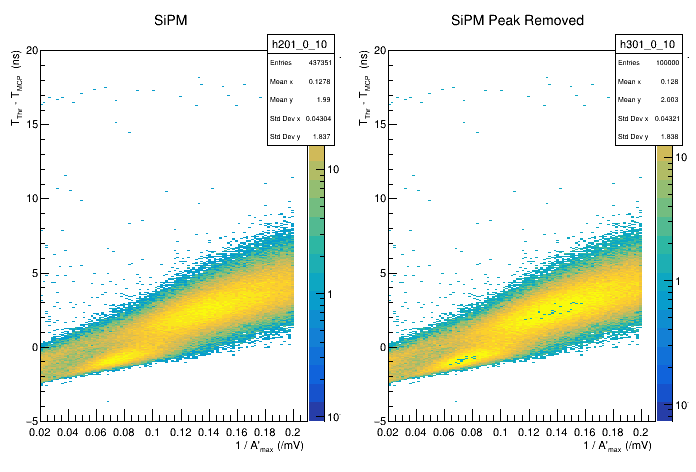 SiPM
SiPM Peak Removed
h201_0_10
Entries 437351
Mean x 0.1278
Mean y 1.99
Std Dev x 0.04304
Std Dev y 1.837
h301_0_10
Entries 100000
Mean x 0.128
Mean y 2.003
Std Dev x 0.04321
Std Dev y 1.838
T_Thr - T_MCP (ns)
20
15
10
5
0
−5
0.02 0.04 0.06 0.08 0.1 0.12 0.14 0.16 0.18 0.2
1 / A'_max (/mV)
10
1
T_Thr - T_MCP (ns)
20
15
10
5
0
−5
0.02 0.04 0.06 0.08 0.1 0.12 0.14 0.16 0.18 0.2
1 / A'_max (/mV)
10
1